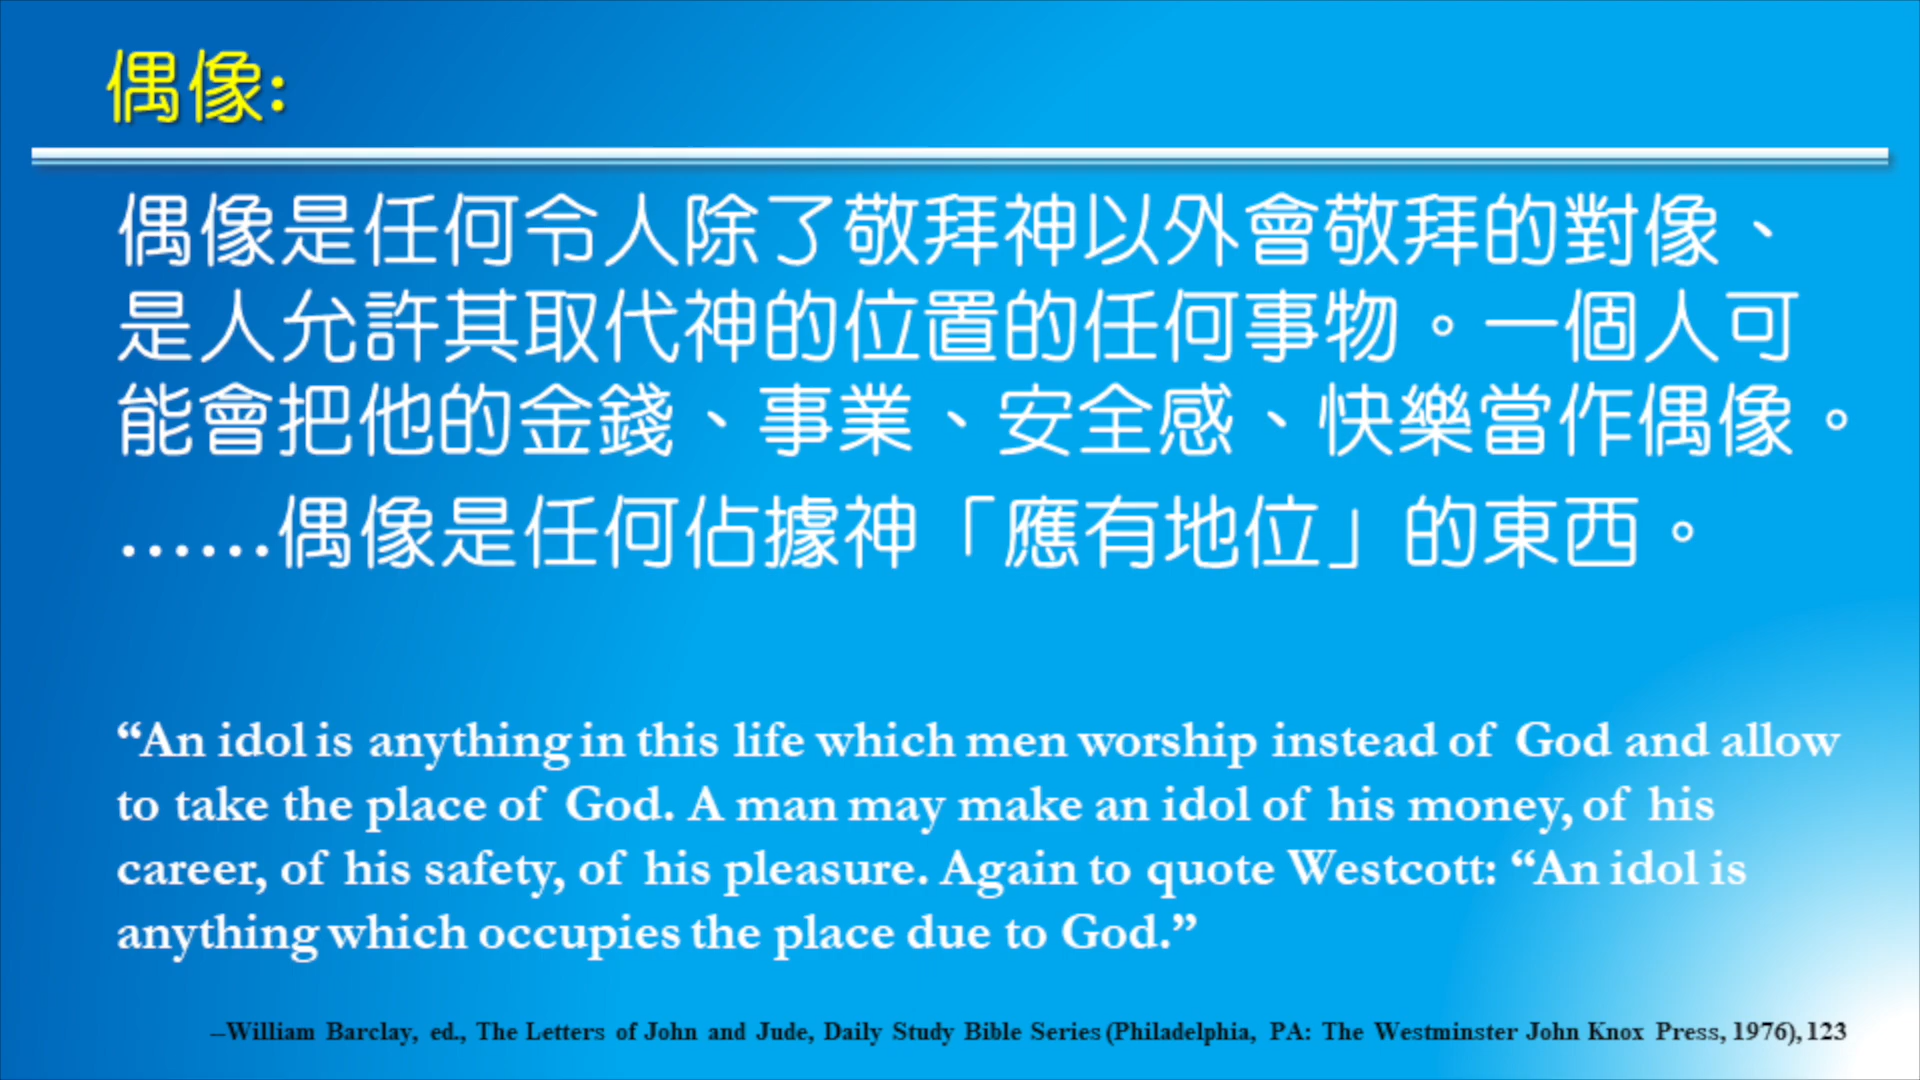 偶像:
偶像是任何令人除了敬拜神以外會敬拜的對像、
是人允許其取代神的位置的任何事物。一個人可
能會把他的金錢、事業、安全感、快樂當作偶像。
……偶像是任何佔據神「應有地位」的東西。
“An idol is anything in this life which men worship instead of God and allow
to take the place of God. A man may make an idol of his money, of his
career, of his safety, of his pleasure. Again to quote Westcott: “An idol is
anything which occupies the place due to God.”
–William Barclay, ed., The Letters of John and Jude, Daily Study Bible Series (Philadelphia, PA: The Westminster John Knox Press, 1976), 123